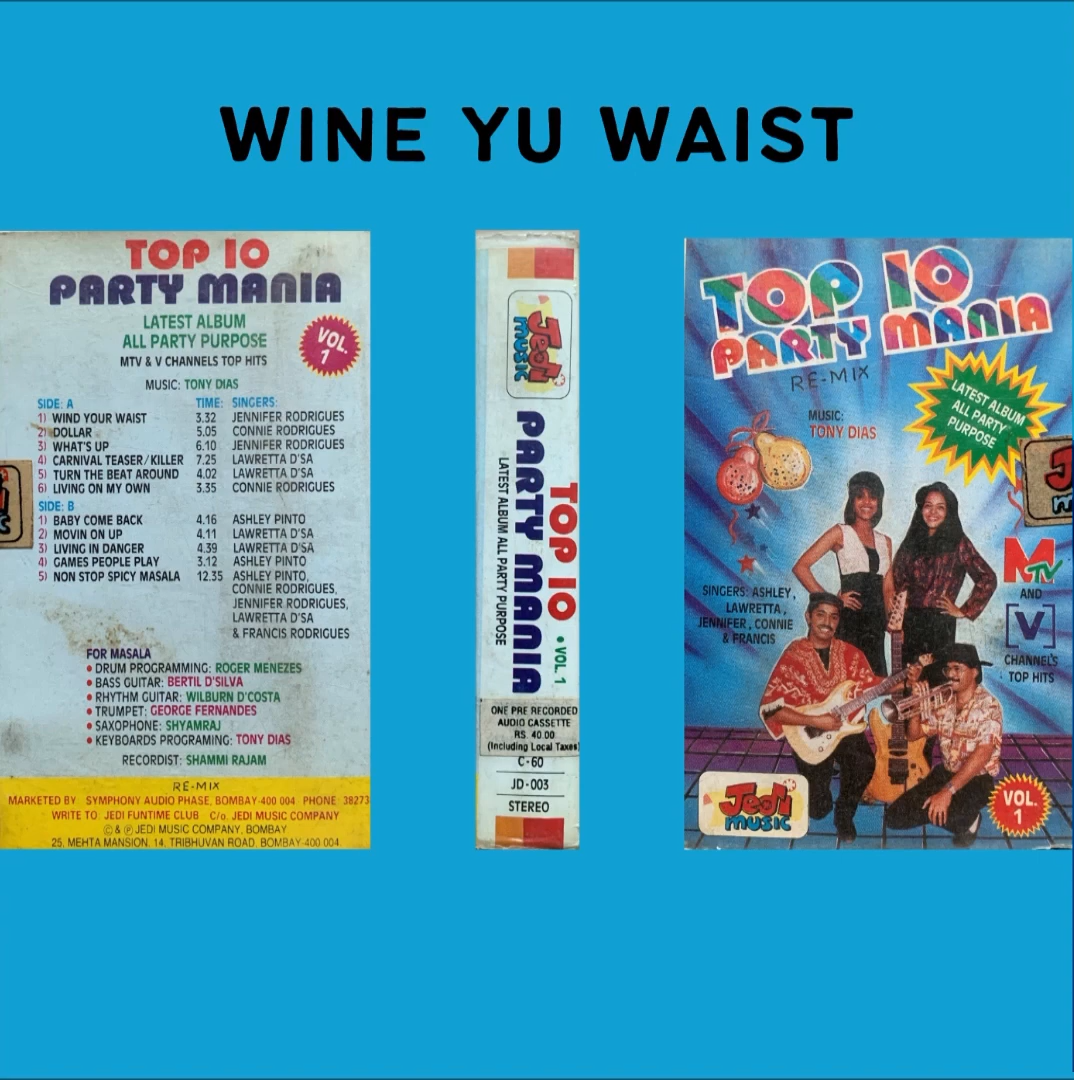 WINE YU WAIST
TOP 10
PARTY MANIA
LATEST ALBUM
ALL PARTY PURPOSE
MTV & V CHANNELS TOP HITS
VOL.
1
MUSIC: TONY DIAS
SIDE: A TIME: SINGERS:
1) WIND YOUR WAIST 3.32 JENNIFER RODRIGUES
2) DOLLAR 5.05 CONNIE RODRIGUES
3) WHAT'S UP 6.10 JENNIFER RODRIGUES
4) CARNIVAL TEASER/KILLER 7.25 LAWRETTA D'SA
5) TURN THE BEAT AROUND 4.02 LAWRETTA D'SA
6) LIVING ON MY OWN 3.35 CONNIE RODRIGUES
SIDE: B
1) BABY COME BACK 4.16 ASHLEY PINTO
2) MOVIN ON UP 4.11 LAWRETTA D'SA
3) LIVING IN DANGER 4.39 LAWRETTA D'SA
4) GAMES PEOPLE PLAY 3.12 ASHLEY PINTO
5) NON STOP SPICY MASALA 12.35 ASHLEY PINTO,
CONNIE RODRIGUES,
JENNIFER RODRIGUES,
LAWRETTA D'SA
& FRANCIS RODRIGUES
FOR MASALA
• DRUM PROGRAMMING: ROGER MENEZES
• BASS GUITAR: BERTIL D'SILVA
• RHYTHM GUITAR: WILBURN D'COSTA
• TRUMPET: GEORGE FERNANDES
• SAXOPHONE: SHYAMRAJ
• KEYBOARDS PROGRAMING: TONY DIAS
RECORDIST: SHAMMI RAJAM
RE-MIX
MARKETED BY SYMPHONY AUDIO PHASE, BOMBAY-400 004 PHONE 38273
WRITE TO: JEDI FUNTIME CLUB C/o. JEDI MUSIC COMPANY
© & ℗ JEDI MUSIC COMPANY, BOMBAY
25, MEHTA MANSION, 14, TRIBHUVAN ROAD, BOMBAY-400 004.
Jedi
music
TOP 10 • VOL. 1
PARTY MANIA
LATEST ALBUM ALL PARTY PURPOSE
ONE PRE RECORDED
AUDIO CASSETTE
RS. 40.00
(Including Local Taxes
C-60
JD-003
STEREO
TOP 10
PARTY MANIA
RE-MIX
LATEST ALBUM
ALL PARTY
PURPOSE
MUSIC:
TONY DIAS
SINGERS: ASHLEY,
LAWRETTA,
JENNIFER, CONNIE
& FRANCIS
MTV
AND
[V]
CHANNEL'S
TOP HITS
Jedi
music
VOL.
1